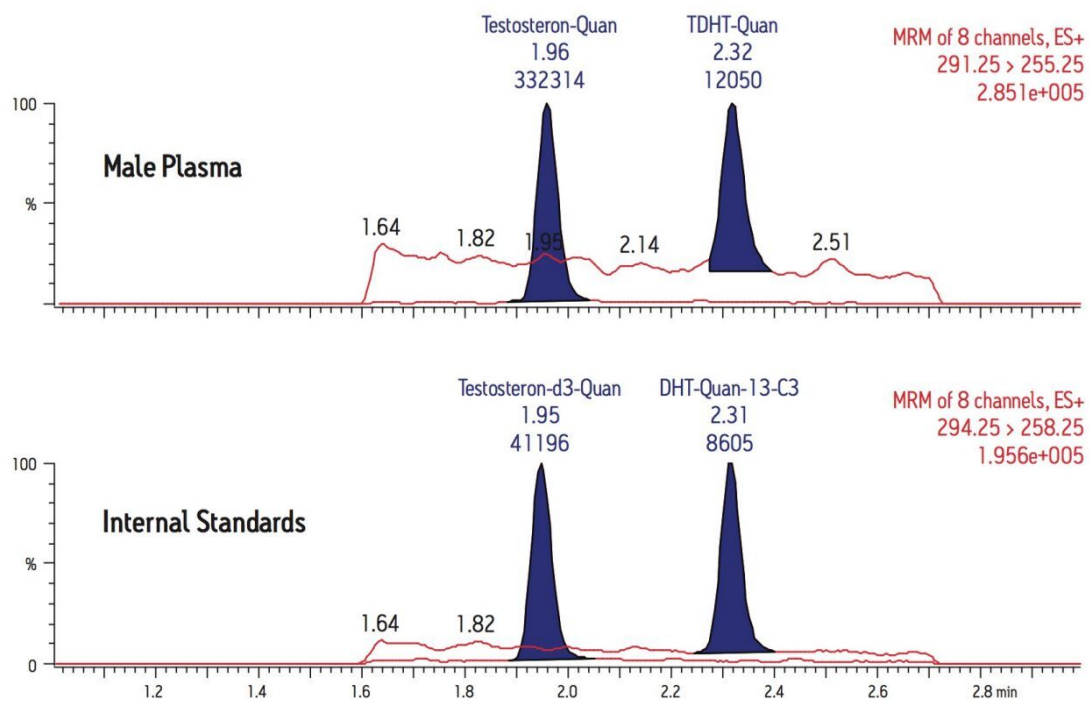 Testosteron-Quan
1.96
332314
TDHT-Quan
2.32
12050
MRM of 8 channels, ES+
291.25 > 255.25
2.851e+005
100
%
Male Plasma
1.64
1.82
1.95
2.14
2.51
Testosteron-d3-Quan
1.95
41196
DHT-Quan-13-C3
2.31
8605
MRM of 8 channels, ES+
294.25 > 258.25
1.956e+005
100
%
0
Internal Standards
1.64
1.82
1.2 1.4 1.6 1.8 2.0 2.2 2.4 2.6 2.8 min